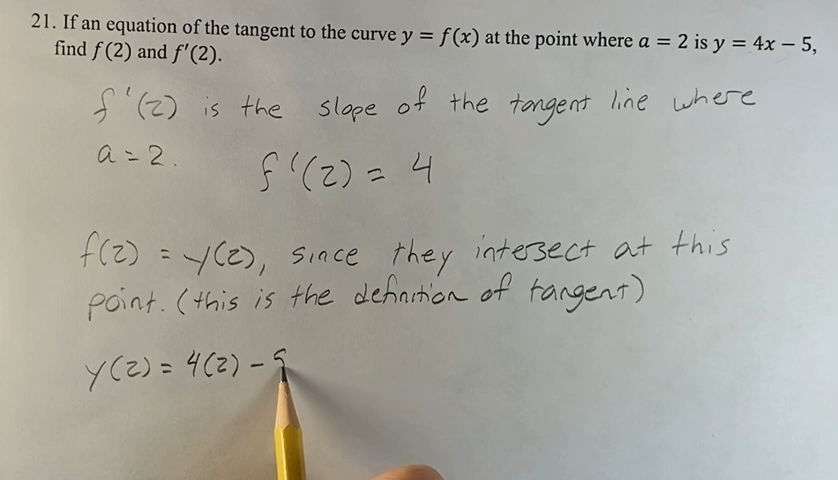 21. If an equation of the tangent to the curve y = f(x) at the point where a = 2 is y = 4x − 5,
find f(2) and f′(2).
f'(2) is the slope of the tangent line where
a = 2. f'(2) = 4
f(2) = y(2), since they intersect at this
point. (this is the definition of tangent)
y(2) = 4(2) - 5